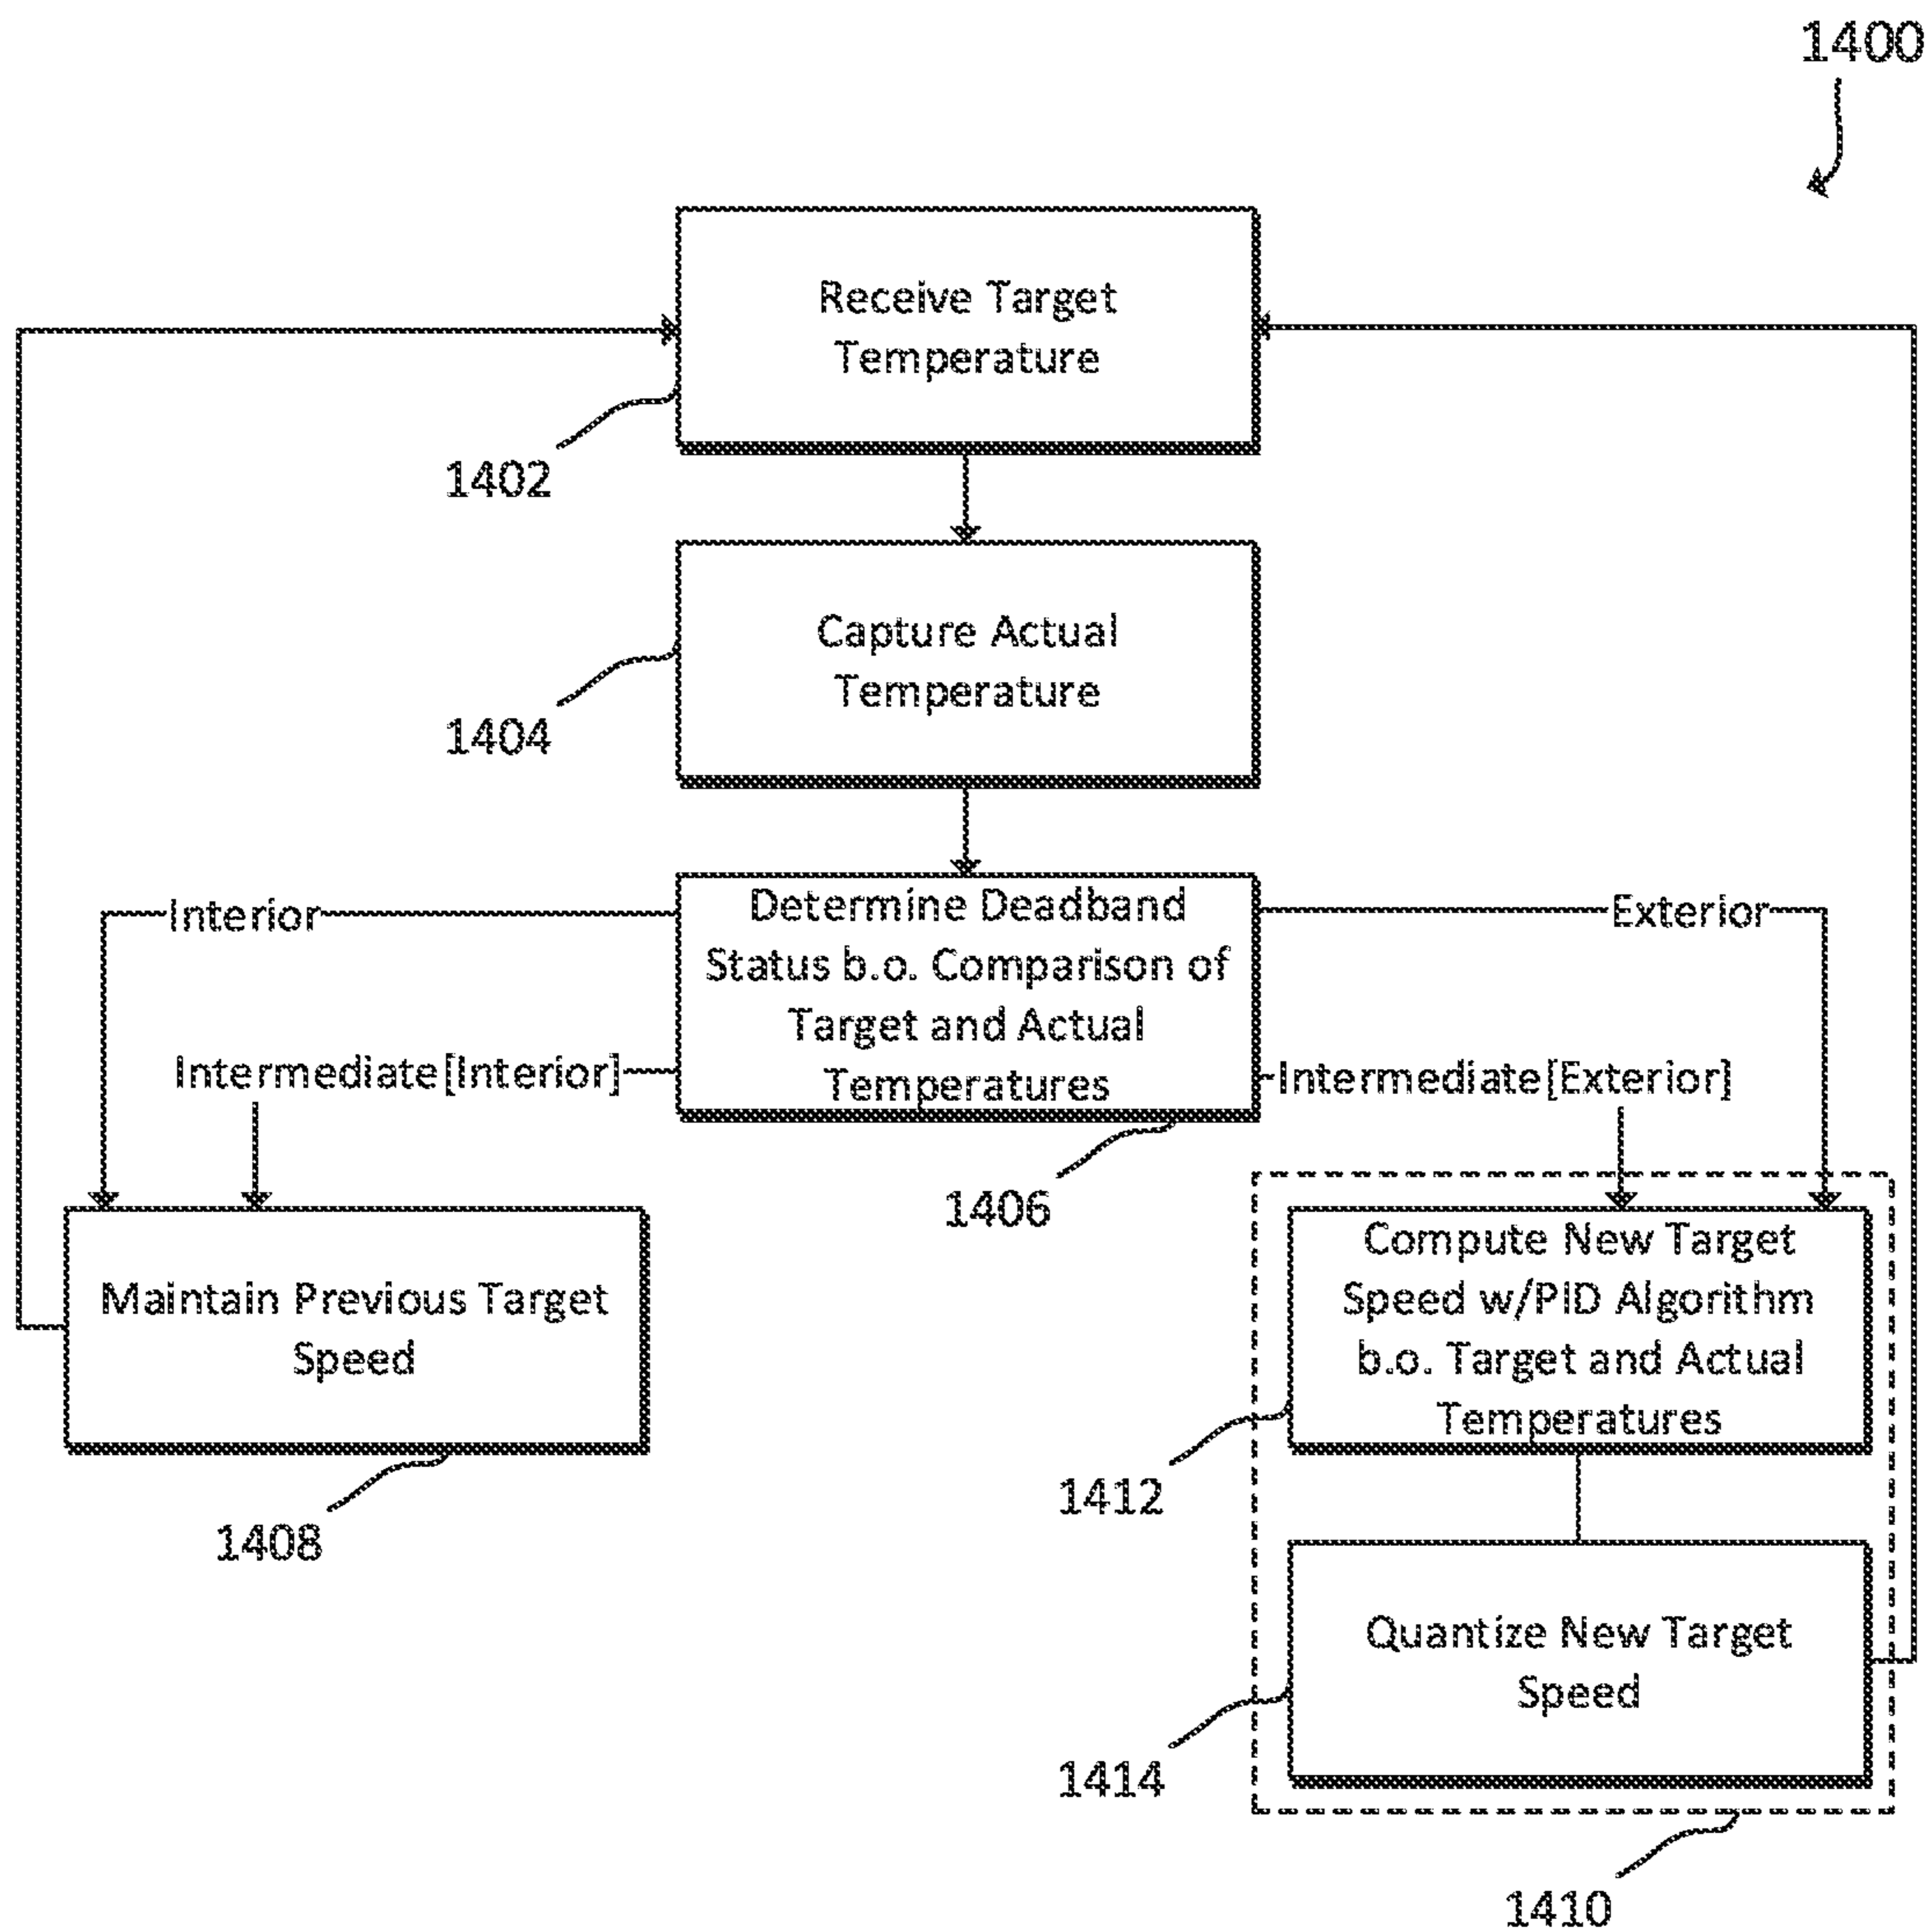 1400
Receive Target
Temperature
1402
Capture Actual
Temperature
1404
Determine Deadband
Status b.o. Comparison of
Target and Actual
Temperatures
Interior
Exterior
Intermediate[Interior]
Intermediate[Exterior]
1406
Maintain Previous Target
Speed
1408
Compute New Target
Speed w/PID Algorithm
b.o. Target and Actual
Temperatures
1412
Quantize New Target
Speed
1414
1410